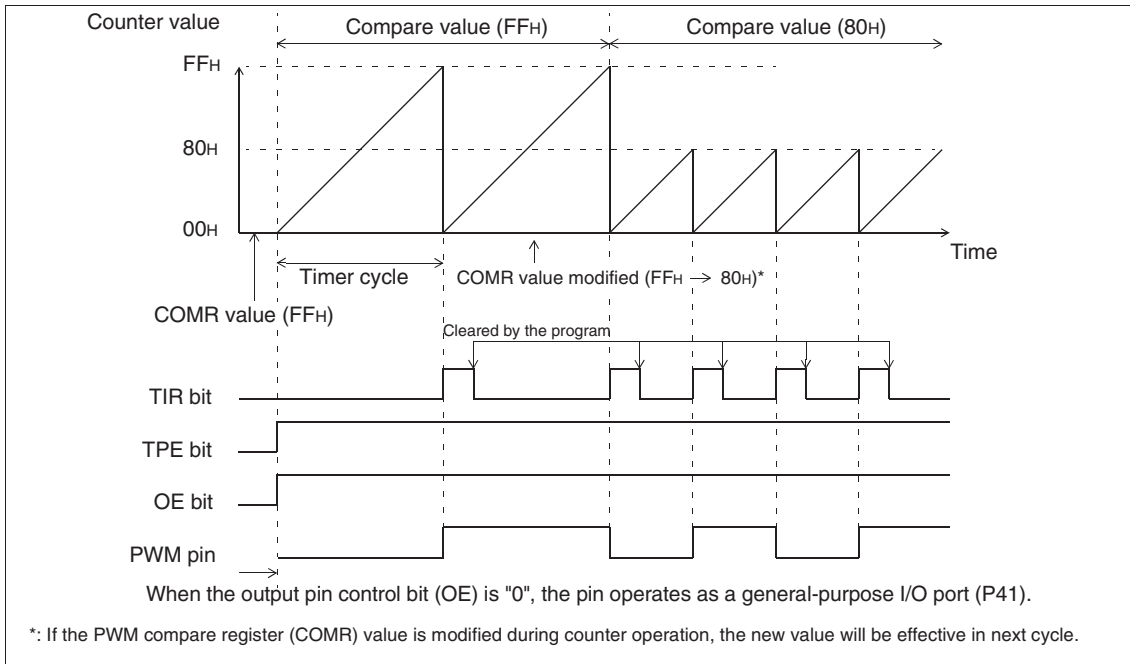 Counter value
Compare value (FFH)
Compare value (80H)
FFH
80H
00H
Time
Timer cycle
COMR value modified (FFH → 80H)*
COMR value (FFH)
Cleared by the program
TIR bit
TPE bit
OE bit
PWM pin
When the output pin control bit (OE) is "0", the pin operates as a general-purpose I/O port (P41).
*: If the PWM compare register (COMR) value is modified during counter operation, the new value will be effective in next cycle.